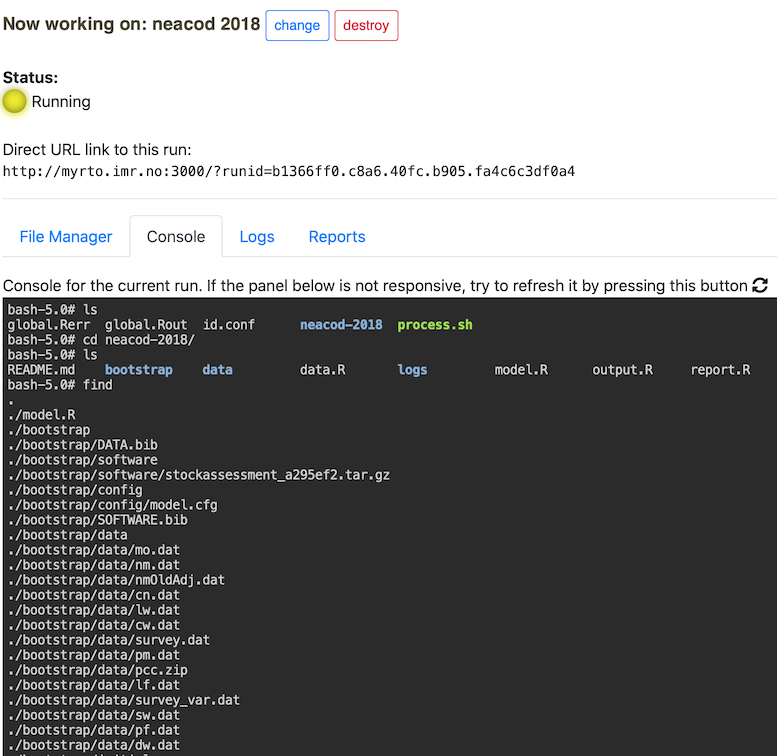 Now working on: neacod 2018 change destroy
Status:
Running
Direct URL link to this run:
http://myrto.imr.no:3000/?runid=b1366ff0.c8a6.40fc.b905.fa4c6c3df0a4
File Manager Console Logs Reports
Console for the current run. If the panel below is not responsive, try to refresh it by pressing this button
bash-5.0# ls
global.Rerr global.Rout id.conf neacod-2018 process.sh
bash-5.0# cd neacod-2018/
bash-5.0# ls
README.md bootstrap data data.R logs model.R output.R report.R
bash-5.0# find
.
./model.R
./bootstrap
./bootstrap/DATA.bib
./bootstrap/software
./bootstrap/software/stockassessment_a295ef2.tar.gz
./bootstrap/config
./bootstrap/config/model.cfg
./bootstrap/SOFTWARE.bib
./bootstrap/data
./bootstrap/data/mo.dat
./bootstrap/data/nm.dat
./bootstrap/data/nmOldAdj.dat
./bootstrap/data/cn.dat
./bootstrap/data/lw.dat
./bootstrap/data/cw.dat
./bootstrap/data/survey.dat
./bootstrap/data/pm.dat
./bootstrap/data/pcc.zip
./bootstrap/data/lf.dat
./bootstrap/data/survey_var.dat
./bootstrap/data/sw.dat
./bootstrap/data/pf.dat
./bootstrap/data/dw.dat